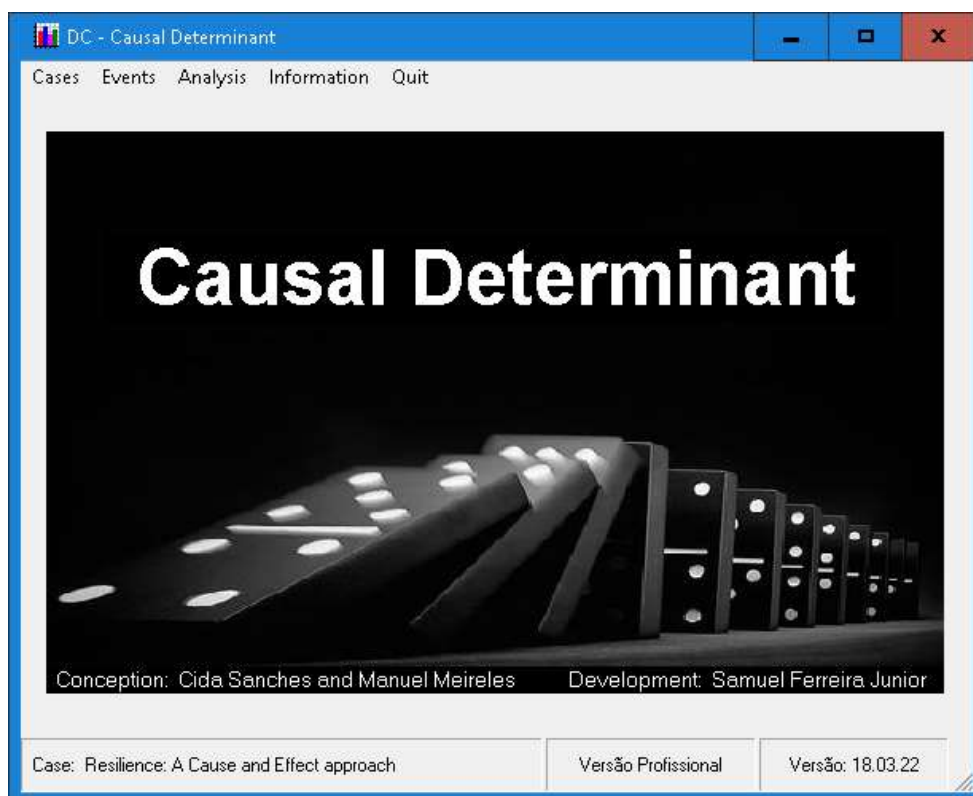 DC - Causal Determinant
Cases Events Analysis Information Quit
Causal Determinant
Conception: Cida Sanches and Manuel Meireles Development: Samuel Ferreira Junior
Case: Resilience: A Cause and Effect approach Versão Profissional Versão: 18.03.22